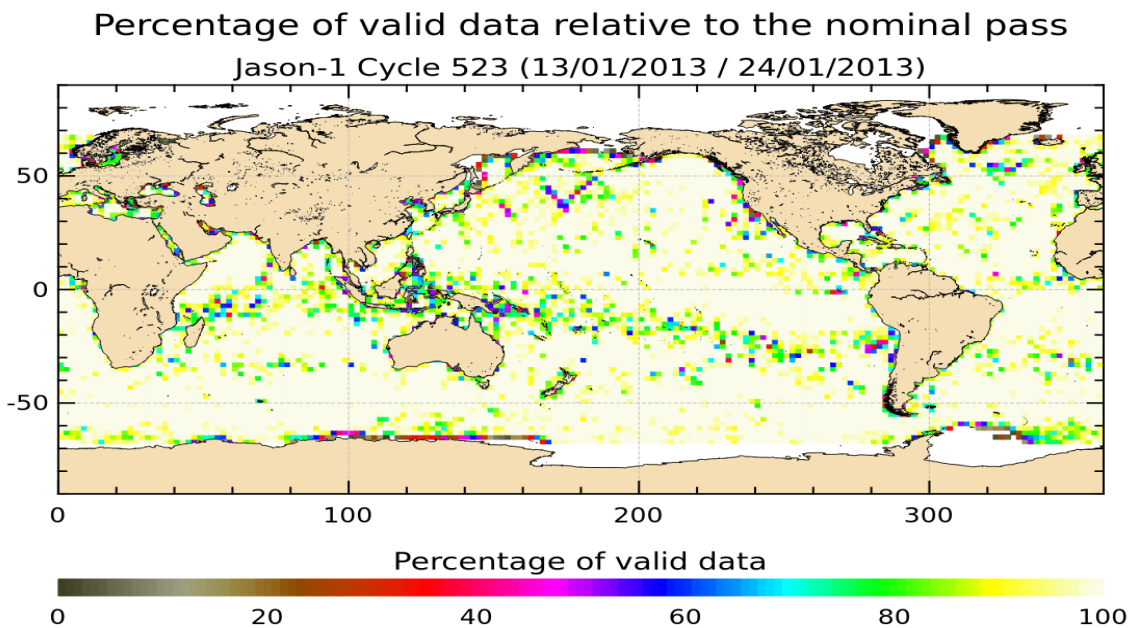 Percentage of valid data relative to the nominal pass
Jason-1 Cycle 523 (13/01/2013 / 24/01/2013)
50
0
-50
0 100 200 300
Percentage of valid data
0 20 40 60 80 100